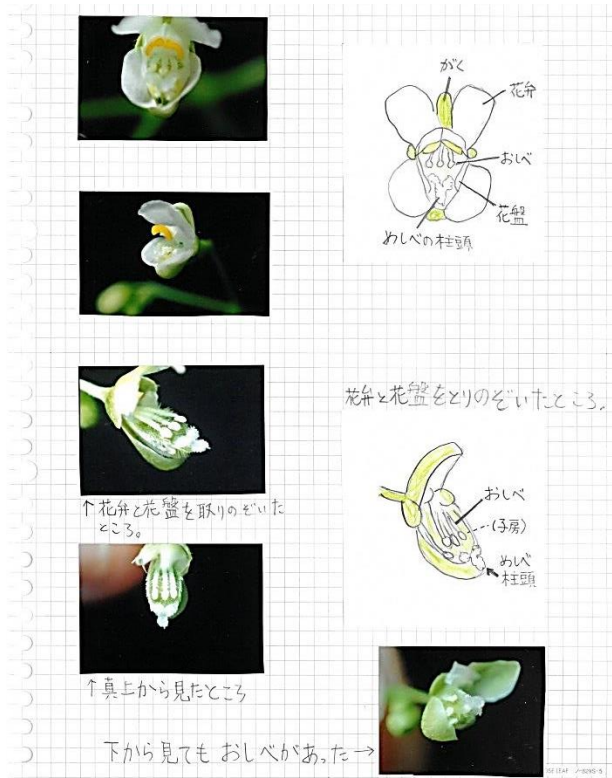 がく
花弁
おしべ
花盤
めしべの柱頭
花弁と花盤をとりのぞいたところ。
↑花弁と花盤を取りのぞいた
ところ。
おしべ
(子房)
めしべ
柱頭
↑真上から見たところ
下から見ても おしべがあった→